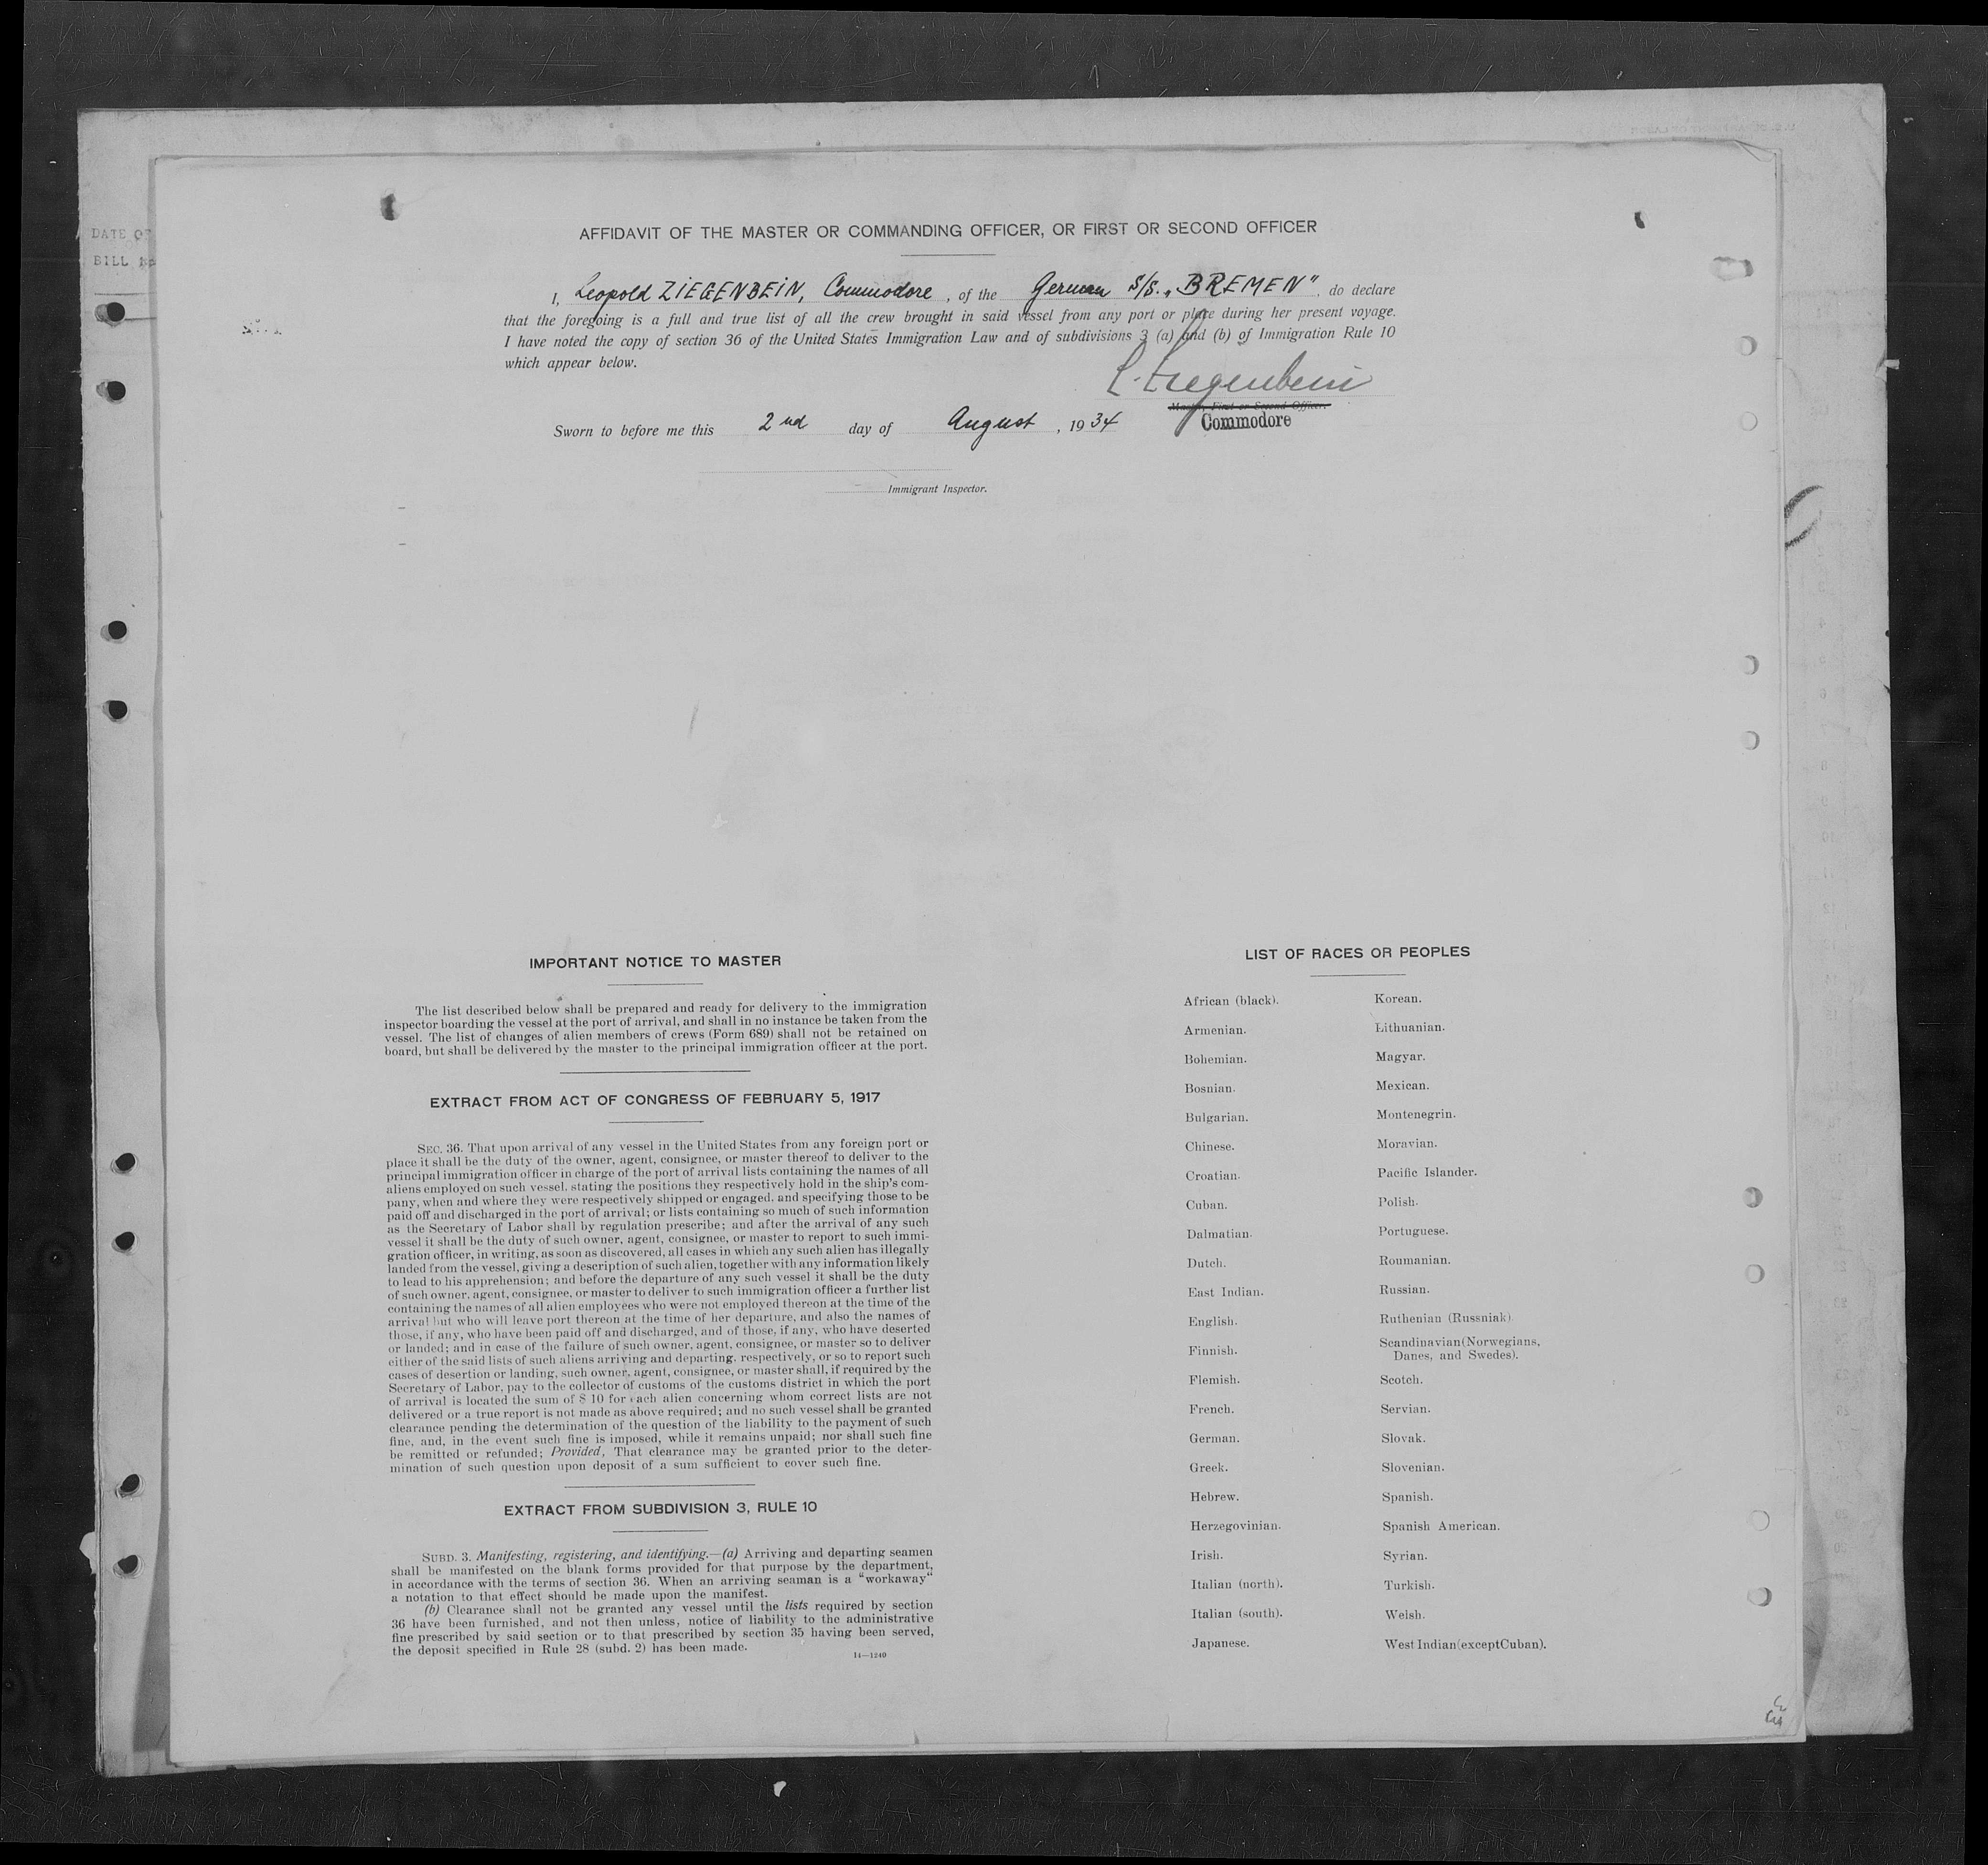 DATE OF
BILL
AFFIDAVIT OF THE MASTER OR COMMANDING OFFICER, OR FIRST OR SECOND OFFICER
I, Leopold ZIEGENBEIN, Commodore, of the German S/S. „BREMEN", do declare
that the foregoing is a full and true list of all the crew brought in said vessel from any port or place during her present voyage.
I have noted the copy of section 36 of the United States Immigration Law and of subdivisions 3 (a) and (b) of Immigration Rule 10
which appear below.
L. Ziegenbein
Master, First or Second Officer.
Commodore
Sworn to before me this 2nd day of August, 1934
Immigrant Inspector.
IMPORTANT NOTICE TO MASTER
The list described below shall be prepared and ready for delivery to the immigration
inspector boarding the vessel at the port of arrival, and shall in no instance be taken from the
vessel. The list of changes of alien members of crews (Form 689) shall not be retained on
board, but shall be delivered by the master to the principal immigration officer at the port.
EXTRACT FROM ACT OF CONGRESS OF FEBRUARY 5, 1917
SEC. 36. That upon arrival of any vessel in the United States from any foreign port or
place it shall be the duty of the owner, agent, consignee, or master thereof to deliver to the
principal immigration officer in charge of the port of arrival lists containing the names of all
aliens employed on such vessel, stating the positions they respectively hold in the ship's com-
pany, when and where they were respectively shipped or engaged, and specifying those to be
paid off and discharged in the port of arrival; or lists containing so much of such information
as the Secretary of Labor shall by regulation prescribe; and after the arrival of any such
vessel it shall be the duty of such owner, agent, consignee, or master to report to such immi-
gration officer, in writing, as soon as discovered, all cases in which any such alien has illegally
landed from the vessel, giving a description of such alien, together with any information likely
to lead to his apprehension; and before the departure of any such vessel it shall be the duty
of such owner, agent, consignee, or master to deliver to such immigration officer a further list
containing the names of all alien employees who were not employed thereon at the time of the
arrival but who will leave port thereon at the time of her departure, and also the names of
those, if any, who have been paid off and discharged, and of those, if any, who have deserted
or landed; and in case of the failure of such owner, agent, consignee, or master so to deliver
either of the said lists of such aliens arriving and departing, respectively, or so to report such
cases of desertion or landing, such owner, agent, consignee, or master shall, if required by the
Secretary of Labor, pay to the collector of customs of the customs district in which the port
of arrival is located the sum of $ 10 for each alien concerning whom correct lists are not
delivered or a true report is not made as above required; and no such vessel shall be granted
clearance pending the determination of the question of the liability to the payment of such
fine, and, in the event such fine is imposed, while it remains unpaid; nor shall such fine
be remitted or refunded; Provided, That clearance may be granted prior to the deter-
mination of such question upon deposit of a sum sufficient to cover such fine.
EXTRACT FROM SUBDIVISION 3, RULE 10
SUBD. 3. Manifesting, registering, and identifying.—(a) Arriving and departing seamen
shall be manifested on the blank forms provided for that purpose by the department,
in accordance with the terms of section 36. When an arriving seaman is a “workaway“
a notation to that effect should be made upon the manifest.
(b) Clearance shall not be granted any vessel until the lists required by section
36 have been furnished, and not then unless, notice of liability to the administrative
fine prescribed by said section or to that prescribed by section 35 having been served,
the deposit specified in Rule 28 (subd. 2) has been made.
14—1240
LIST OF RACES OR PEOPLES
African (black).
Armenian.
Bohemian.
Bosnian.
Bulgarian.
Chinese.
Croatian.
Cuban.
Dalmatian.
Dutch.
East Indian.
English.
Finnish.
Flemish.
French.
German.
Greek.
Hebrew.
Herzegovinian.
Irish.
Italian (north).
Italian (south).
Japanese.
Korean.
Lithuanian.
Magyar.
Mexican.
Montenegrin.
Moravian.
Pacific Islander.
Polish.
Portuguese.
Roumanian.
Russian.
Ruthenian (Russniak).
Scandinavian (Norwegians,
Danes, and Swedes).
Scotch.
Servian.
Slovak.
Slovenian.
Spanish.
Spanish American.
Syrian.
Turkish.
Welsh.
West Indian (except Cuban).